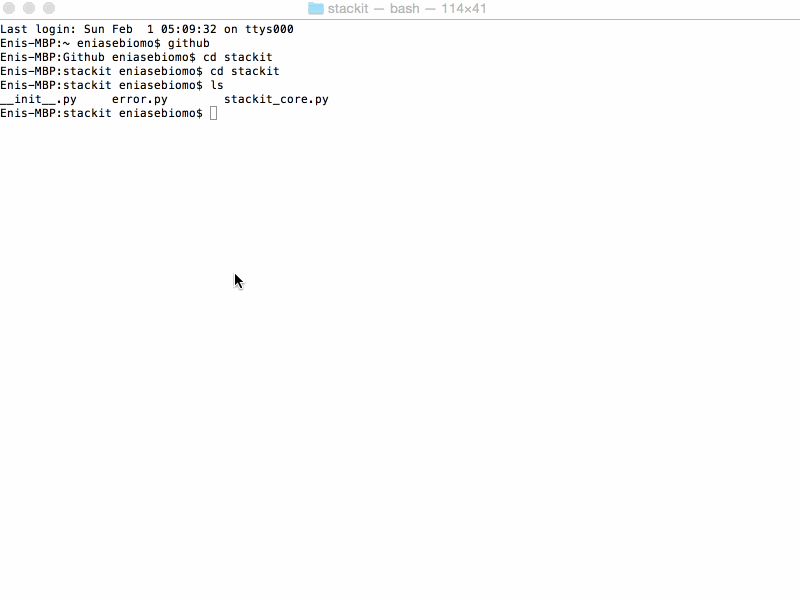 stackit — bash — 114×41
Last login: Sun Feb  1 05:09:32 on ttys000
Enis-MBP:~ eniasebiomo$ github
Enis-MBP:Github eniasebiomo$ cd stackit
Enis-MBP:stackit eniasebiomo$ cd stackit
Enis-MBP:stackit eniasebiomo$ ls
__init__.py     error.py        stackit_core.py
Enis-MBP:stackit eniasebiomo$